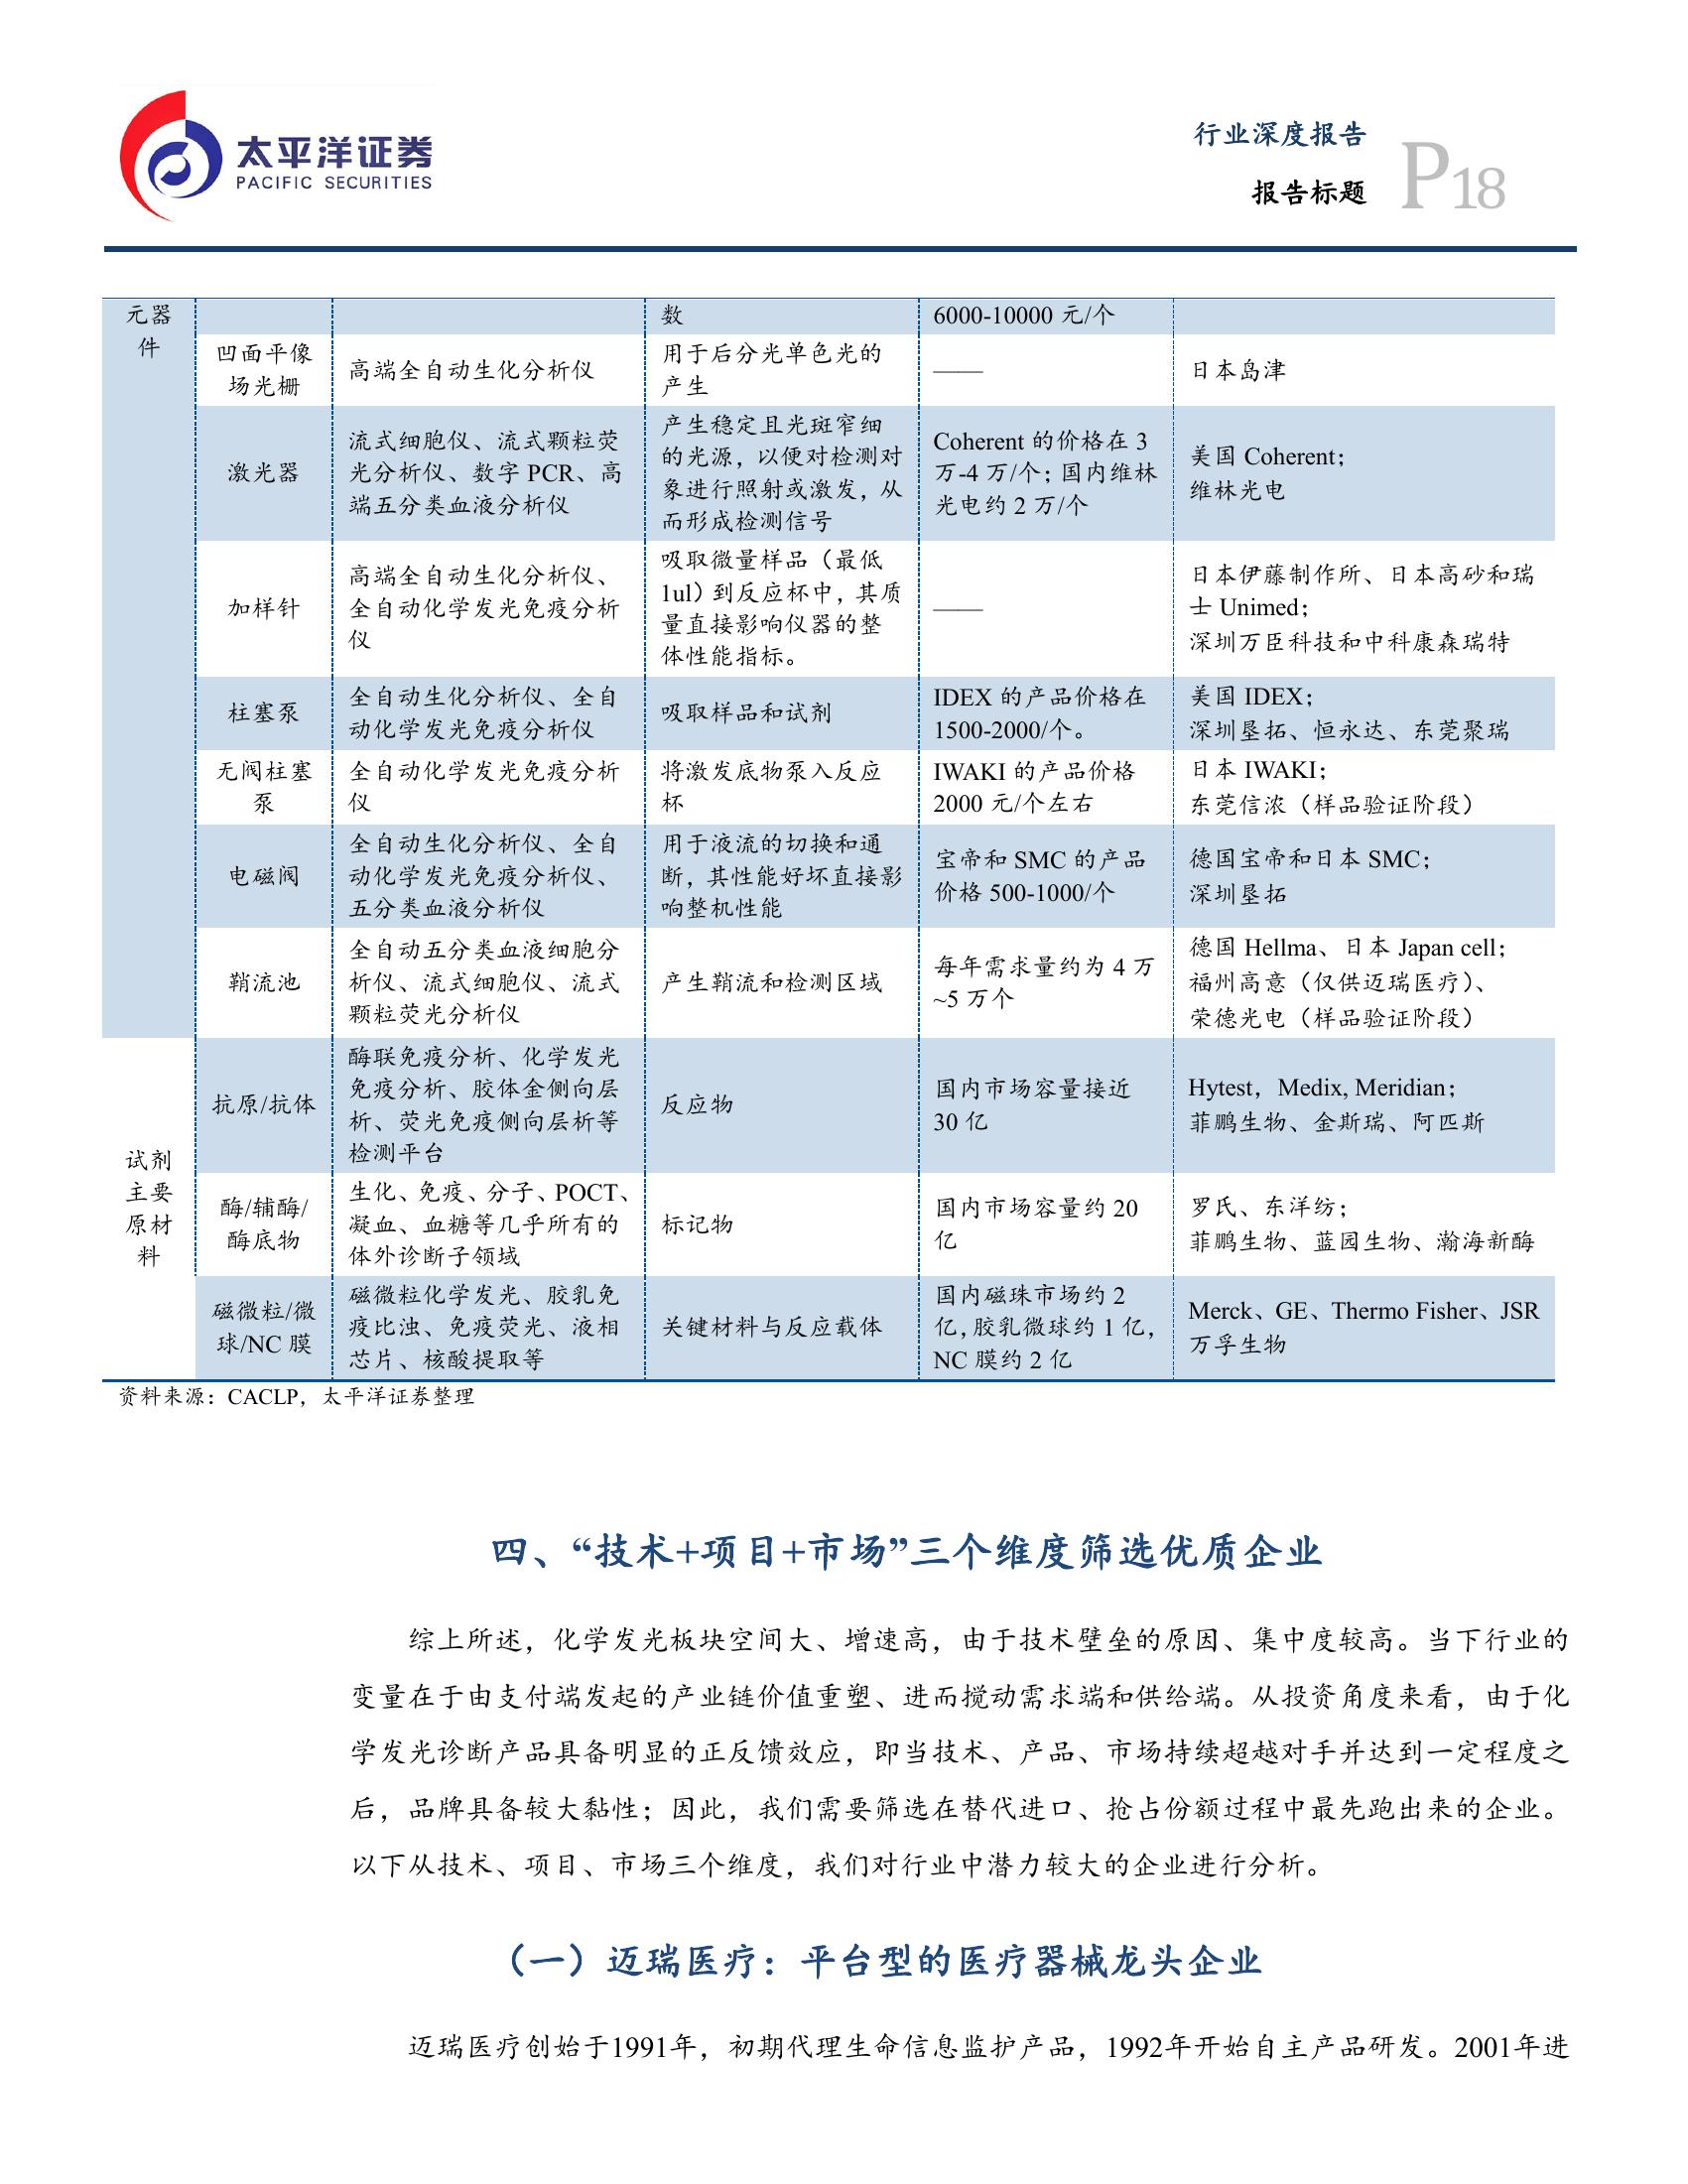 太平洋证券
PACIFIC SECURITIES
行业深度报告
报告标题
P18
元器
件
数
6000-10000 元/个
凹面平像
场光栅
高端全自动生化分析仪
用于后分光单色光的
产生
——
日本岛津
激光器
流式细胞仪、流式颗粒荧
光分析仪、数字 PCR、高
端五分类血液分析仪
产生稳定且光斑窄细
的光源，以便对检测对
象进行照射或激发，从
而形成检测信号
Coherent 的价格在 3
万-4 万/个；国内维林
光电约 2 万/个
美国 Coherent；
维林光电
加样针
高端全自动生化分析仪、
全自动化学发光免疫分析
仪
吸取微量样品（最低
1ul）到反应杯中，其质
量直接影响仪器的整
体性能指标。
——
日本伊藤制作所、日本高砂和瑞
士 Unimed；
深圳万臣科技和中科康森瑞特
柱塞泵
全自动生化分析仪、全自
动化学发光免疫分析仪
吸取样品和试剂
IDEX 的产品价格在
1500-2000/个。
美国 IDEX；
深圳垦拓、恒永达、东莞聚瑞
无阀柱塞
泵
全自动化学发光免疫分析
仪
将激发底物泵入反应
杯
IWAKI 的产品价格
2000 元/个左右
日本 IWAKI；
东莞信浓（样品验证阶段）
电磁阀
全自动生化分析仪、全自
动化学发光免疫分析仪、
五分类血液分析仪
用于液流的切换和通
断，其性能好坏直接影
响整机性能
宝帝和 SMC 的产品
价格 500-1000/个
德国宝帝和日本 SMC；
深圳垦拓
鞘流池
全自动五分类血液细胞分
析仪、流式细胞仪、流式
颗粒荧光分析仪
产生鞘流和检测区域
每年需求量约为 4 万
~5 万个
德国 Hellma、日本 Japan cell；
福州高意（仅供迈瑞医疗）、
荣德光电（样品验证阶段）
试剂
主要
原材
料
抗原/抗体
酶联免疫分析、化学发光
免疫分析、胶体金侧向层
析、荧光免疫侧向层析等
检测平台
反应物
国内市场容量接近
30 亿
Hytest，Medix, Meridian；
菲鹏生物、金斯瑞、阿匹斯
酶/辅酶/
酶底物
生化、免疫、分子、POCT、
凝血、血糖等几乎所有的
体外诊断子领域
标记物
国内市场容量约 20
亿
罗氏、东洋纺；
菲鹏生物、蓝园生物、瀚海新酶
磁微粒/微
球/NC 膜
磁微粒化学发光、胶乳免
疫比浊、免疫荧光、液相
芯片、核酸提取等
关键材料与反应载体
国内磁珠市场约 2
亿，胶乳微球约 1 亿，
NC 膜约 2 亿
Merck、GE、Thermo Fisher、JSR
万孚生物
资料来源：CACLP，太平洋证券整理
四、“技术+项目+市场”三个维度筛选优质企业
综上所述，化学发光板块空间大、增速高，由于技术壁垒的原因、集中度较高。当下行业的
变量在于由支付端发起的产业链价值重塑、进而搅动需求端和供给端。从投资角度来看，由于化
学发光诊断产品具备明显的正反馈效应，即当技术、产品、市场持续超越对手并达到一定程度之
后，品牌具备较大黏性；因此，我们需要筛选在替代进口、抢占份额过程中最先跑出来的企业。
以下从技术、项目、市场三个维度，我们对行业中潜力较大的企业进行分析。
（一）迈瑞医疗：平台型的医疗器械龙头企业
迈瑞医疗创始于1991年，初期代理生命信息监护产品，1992年开始自主产品研发。2001年进